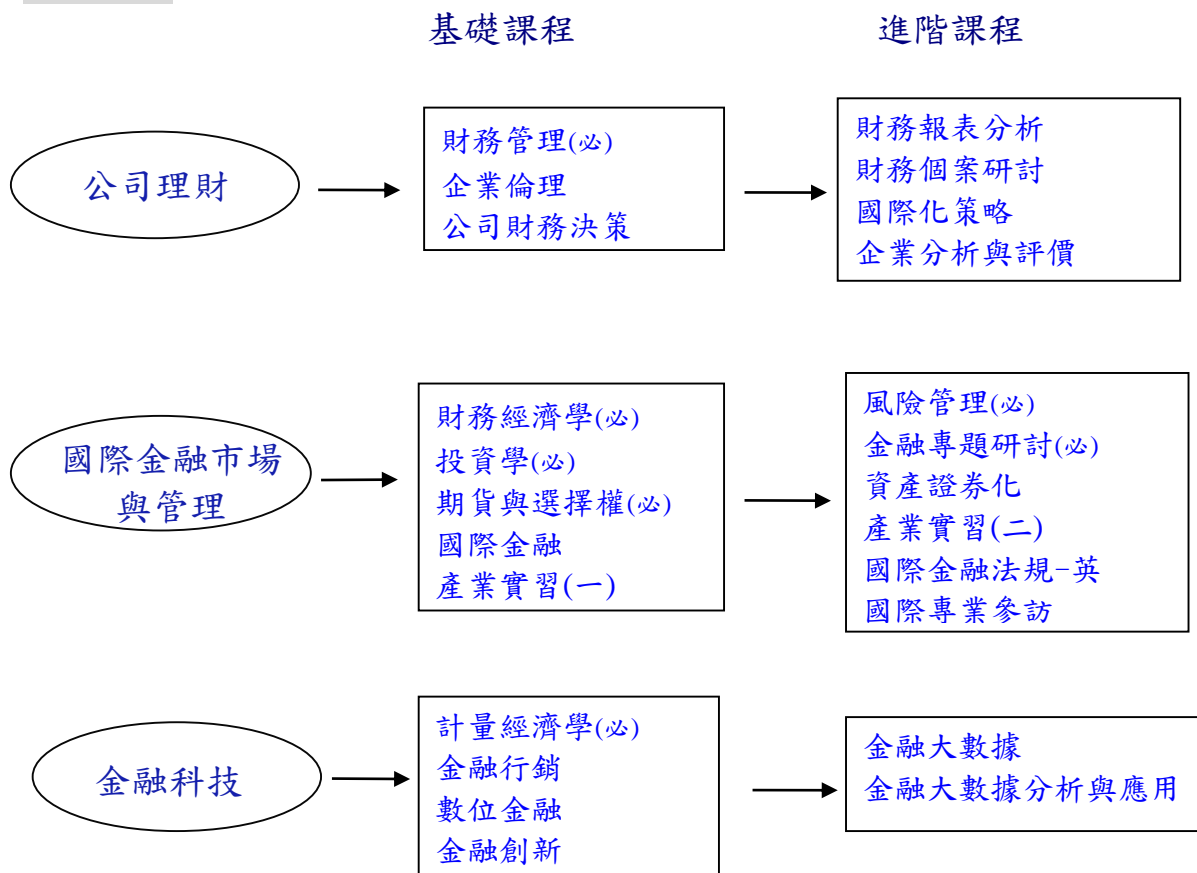 基礎課程
進階課程
公司理財
財務管理(必)
企業倫理
公司財務決策
財務報表分析
財務個案研討
國際化策略
企業分析與評價
國際金融市場
與管理
財務經濟學(必)
投資學(必)
期貨與選擇權(必)
國際金融
產業實習(一)
風險管理(必)
金融專題研討(必)
資產證券化
產業實習(二)
國際金融法規-英
國際專業參訪
金融科技
計量經濟學(必)
金融行銷
數位金融
金融創新
金融大數據
金融大數據分析與應用